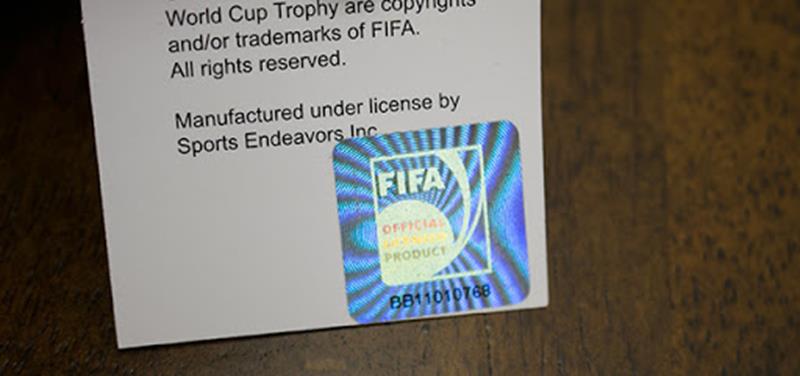 World Cup Trophy are copyrights
and/or trademarks of FIFA.
All rights reserved.
Manufactured under license by
Sports Endeavors Inc
FIFA
OFFICIAL
LICENSED
PRODUCT
BB11010768